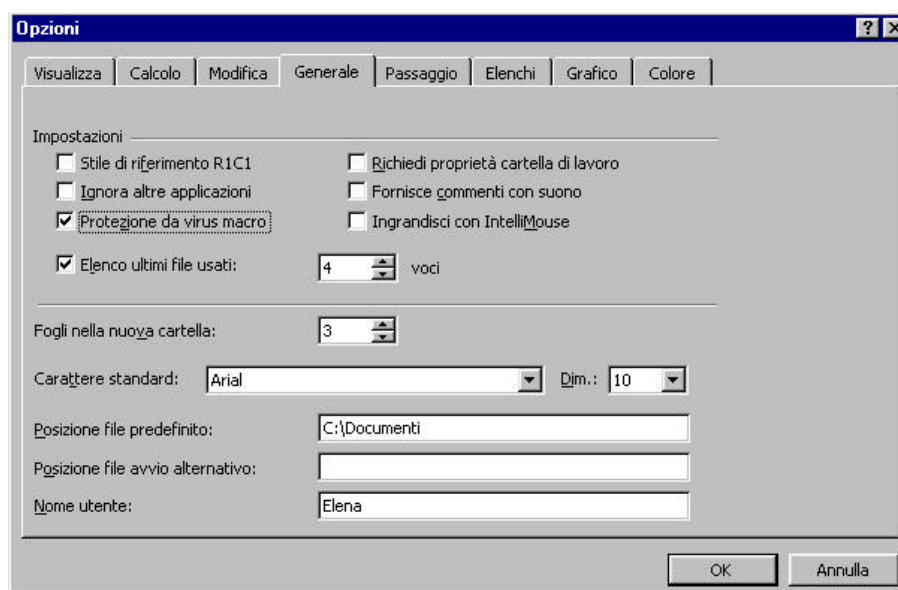 Opzioni
Visualizza Calcolo Modifica Generale Passaggio Elenchi Grafico Colore
Impostazioni
Stile di riferimento R1C1 Richiedi proprietà cartella di lavoro
Ignora altre applicazioni Fornisce commenti con suono
Protezione da virus macro Ingrandisci con IntelliMouse
Elenco ultimi file usati: 4 voci
Fogli nella nuova cartella: 3
Carattere standard: Arial Dim.: 10
Posizione file predefinito: C:\Documenti
Posizione file avvio alternativo:
Nome utente: Elena
OK Annulla